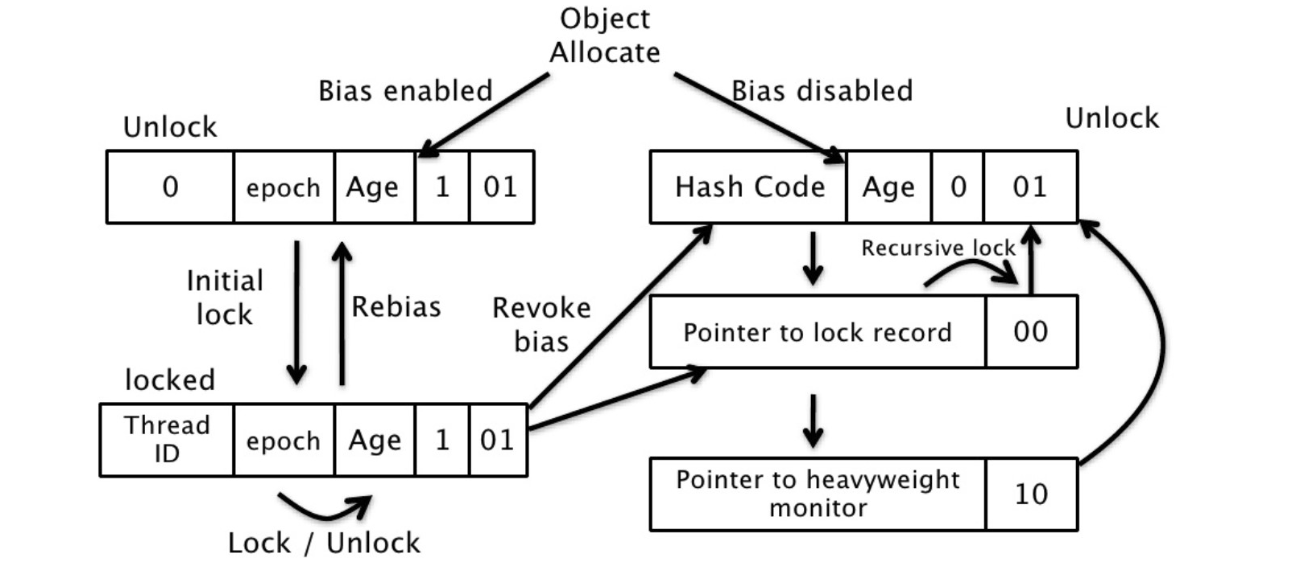 Object
Allocate
Bias enabled
Bias disabled
Unlock
Unlock
0 epoch Age 1 01
Hash Code Age 0 01
Recursive lock
Initial
lock
Rebias
Revoke
bias
Pointer to lock record 00
locked
Thread
ID
epoch Age 1 01
Pointer to heavyweight
monitor
10
Lock / Unlock